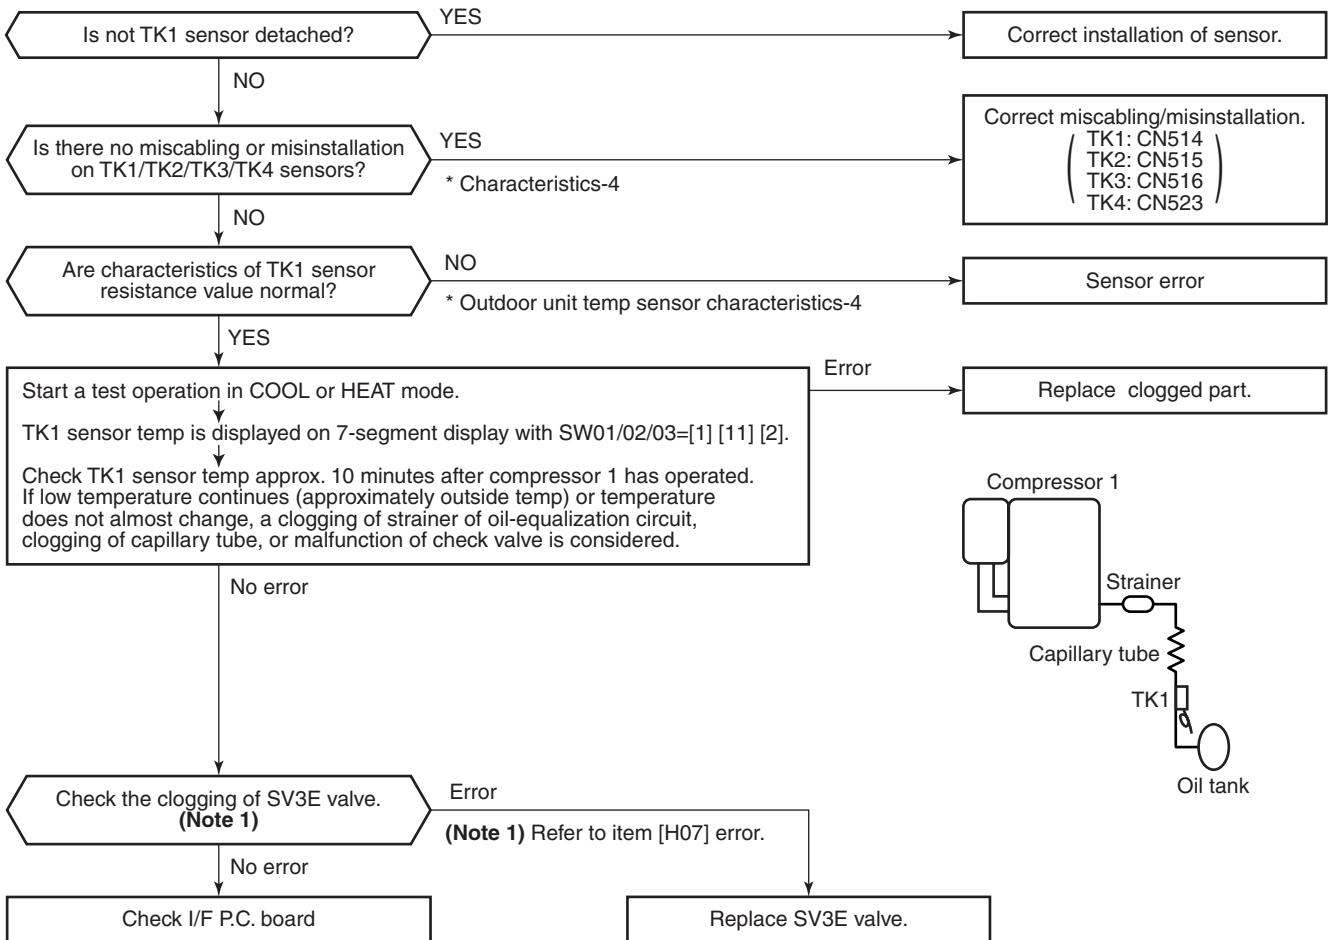 Is not TK1 sensor detached?
YES
Correct installation of sensor.
NO
Is there no miscabling or misinstallation
on TK1/TK2/TK3/TK4 sensors?
YES
* Characteristics-4
Correct miscabling/misinstallation.
TK1: CN514
TK2: CN515
TK3: CN516
TK4: CN523
NO
Are characteristics of TK1 sensor
resistance value normal?
NO
* Outdoor unit temp sensor characteristics-4
Sensor error
YES
Start a test operation in COOL or HEAT mode.
TK1 sensor temp is displayed on 7-segment display with SW01/02/03=[1] [11] [2].
Check TK1 sensor temp approx. 10 minutes after compressor 1 has operated.
If low temperature continues (approximately outside temp) or temperature
does not almost change, a clogging of strainer of oil-equalization circuit,
clogging of capillary tube, or malfunction of check valve is considered.
Error
Replace clogged part.
Compressor 1
Strainer
Capillary tube
TK1
Oil tank
No error
Check the clogging of SV3E valve.
(Note 1)
Error
(Note 1) Refer to item [H07] error.
No error
Check I/F P.C. board
Replace SV3E valve.